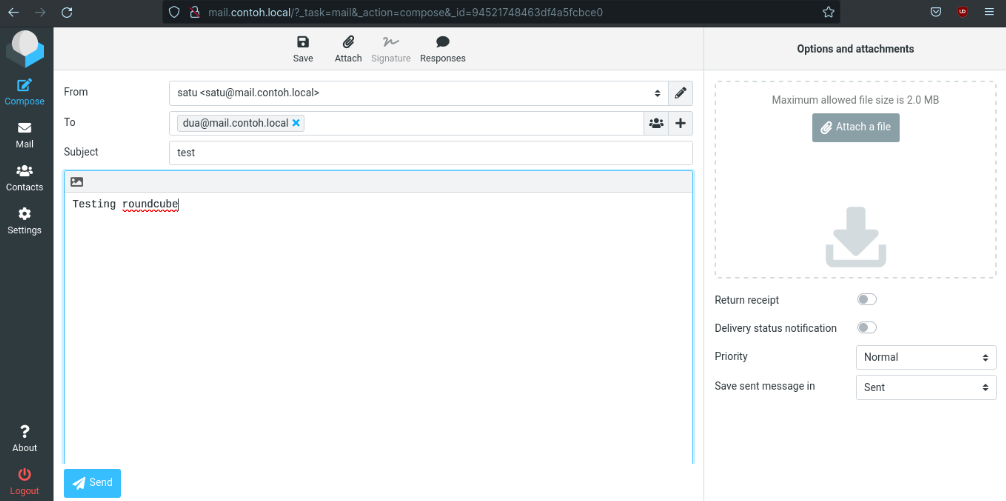 mail.contoh.local/?_task=mail&_action=compose&_id=94521748463df4a5fcbce0
Compose
Mail
Contacts
Settings
About
Logout
Save
Attach
Signature
Responses
From
satu <satu@mail.contoh.local>
To
dua@mail.contoh.local
Subject
test
Testing roundcube
Send
Options and attachments
Maximum allowed file size is 2.0 MB
Attach a file
Return receipt
Delivery status notification
Priority
Normal
Save sent message in
Sent